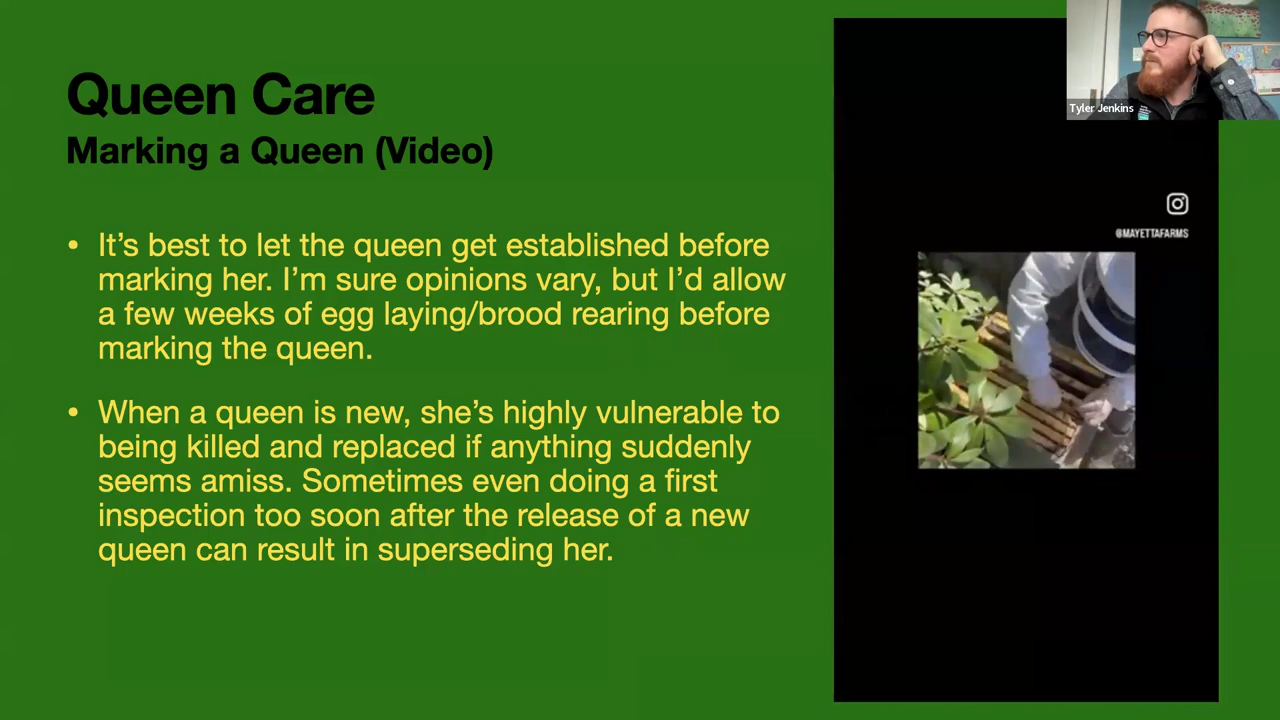 Queen Care
Marking a Queen (Video)
• It’s best to let the queen get established before
marking her. I’m sure opinions vary, but I’d allow
a few weeks of egg laying/brood rearing before
marking the queen.
• When a queen is new, she’s highly vulnerable to
being killed and replaced if anything suddenly
seems amiss. Sometimes even doing a first
inspection too soon after the release of a new
queen can result in superseding her.
@MAYETTAFARMS
Tyler Jenkins